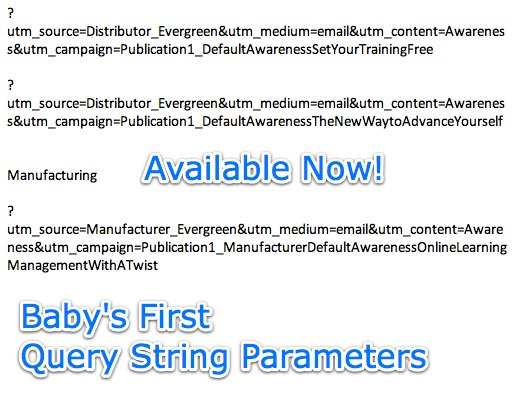 ?
utm_source=Distributor_Evergreen&utm_medium=email&utm_content=Awarenes
s&utm_campaign=Publication1_DefaultAwarenessSetYourTrainingFree
?
utm_source=Distributor_Evergreen&utm_medium=email&utm_content=Awarenes
s&utm_campaign=Publication1_DefaultAwarenessTheNewWaytoAdvanceYourself
Manufacturing
Available Now!
?
utm_source=Manufacturer_Evergreen&utm_medium=email&utm_content=Aware
ness&utm_campaign=Publication1_ManufacturerDefaultAwarenessOnlineLearning
ManagementWithATwist
Baby's First
Query String Parameters